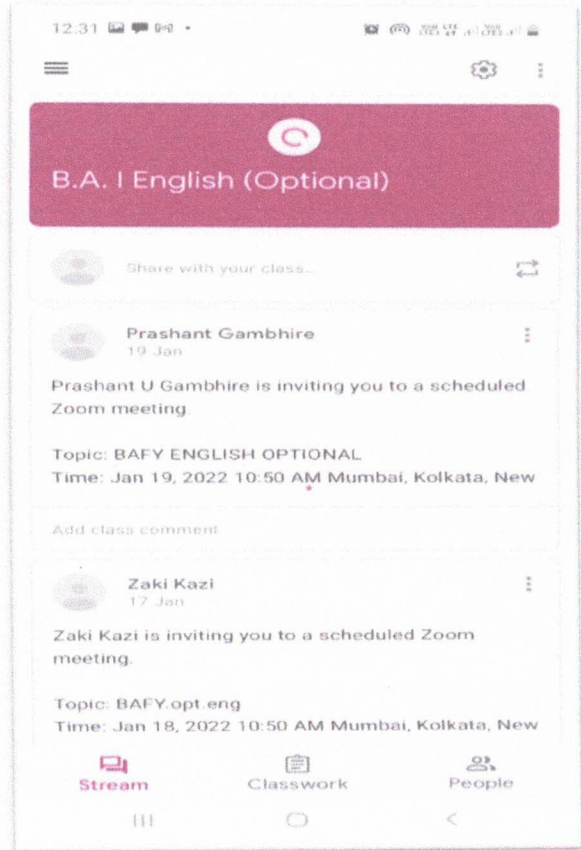 12:31
B.A. I English (Optional)
Share with your class...
Prashant Gambhire
19 Jan
Prashant U Gambhire is inviting you to a scheduled
Zoom meeting.
Topic: BAFY ENGLISH OPTIONAL
Time: Jan 19, 2022 10:50 AM Mumbai, Kolkata, New
Add class comment
Zaki Kazi
17 Jan
Zaki Kazi is inviting you to a scheduled Zoom
meeting.
Topic: BAFY.opt.eng
Time: Jan 18, 2022 10:50 AM Mumbai, Kolkata, New
Stream Classwork People